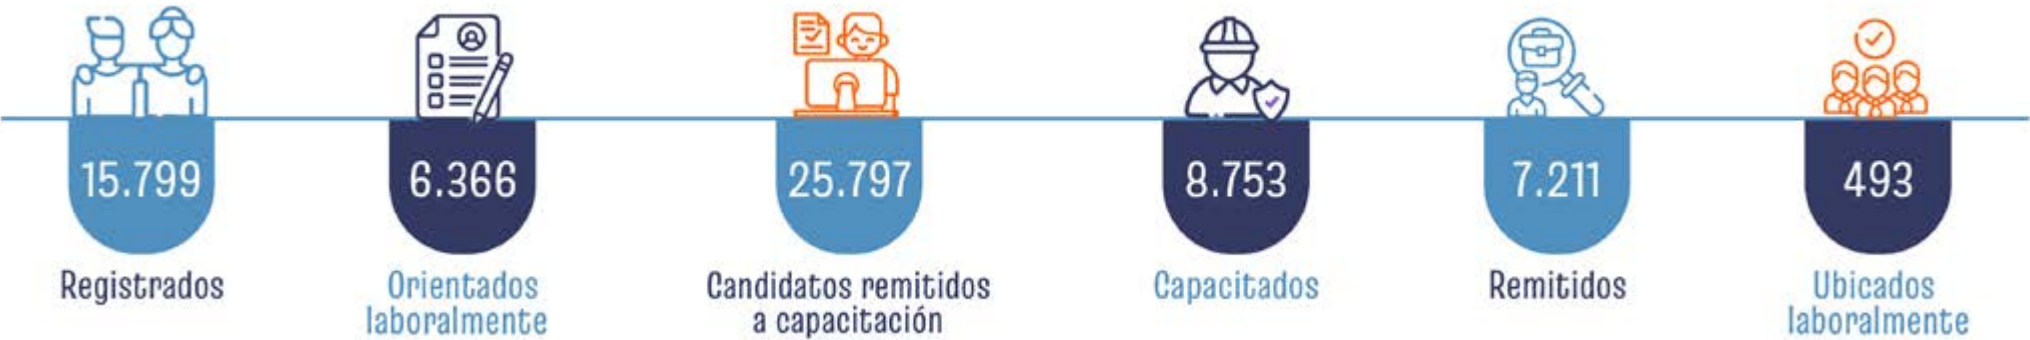 15.799
6.366
25.797
8.753
7.211
493
Registrados
Orientados
laboralmente
Candidatos remitidos
a capacitación
Capacitados
Remitidos
Ubicados
laboralmente